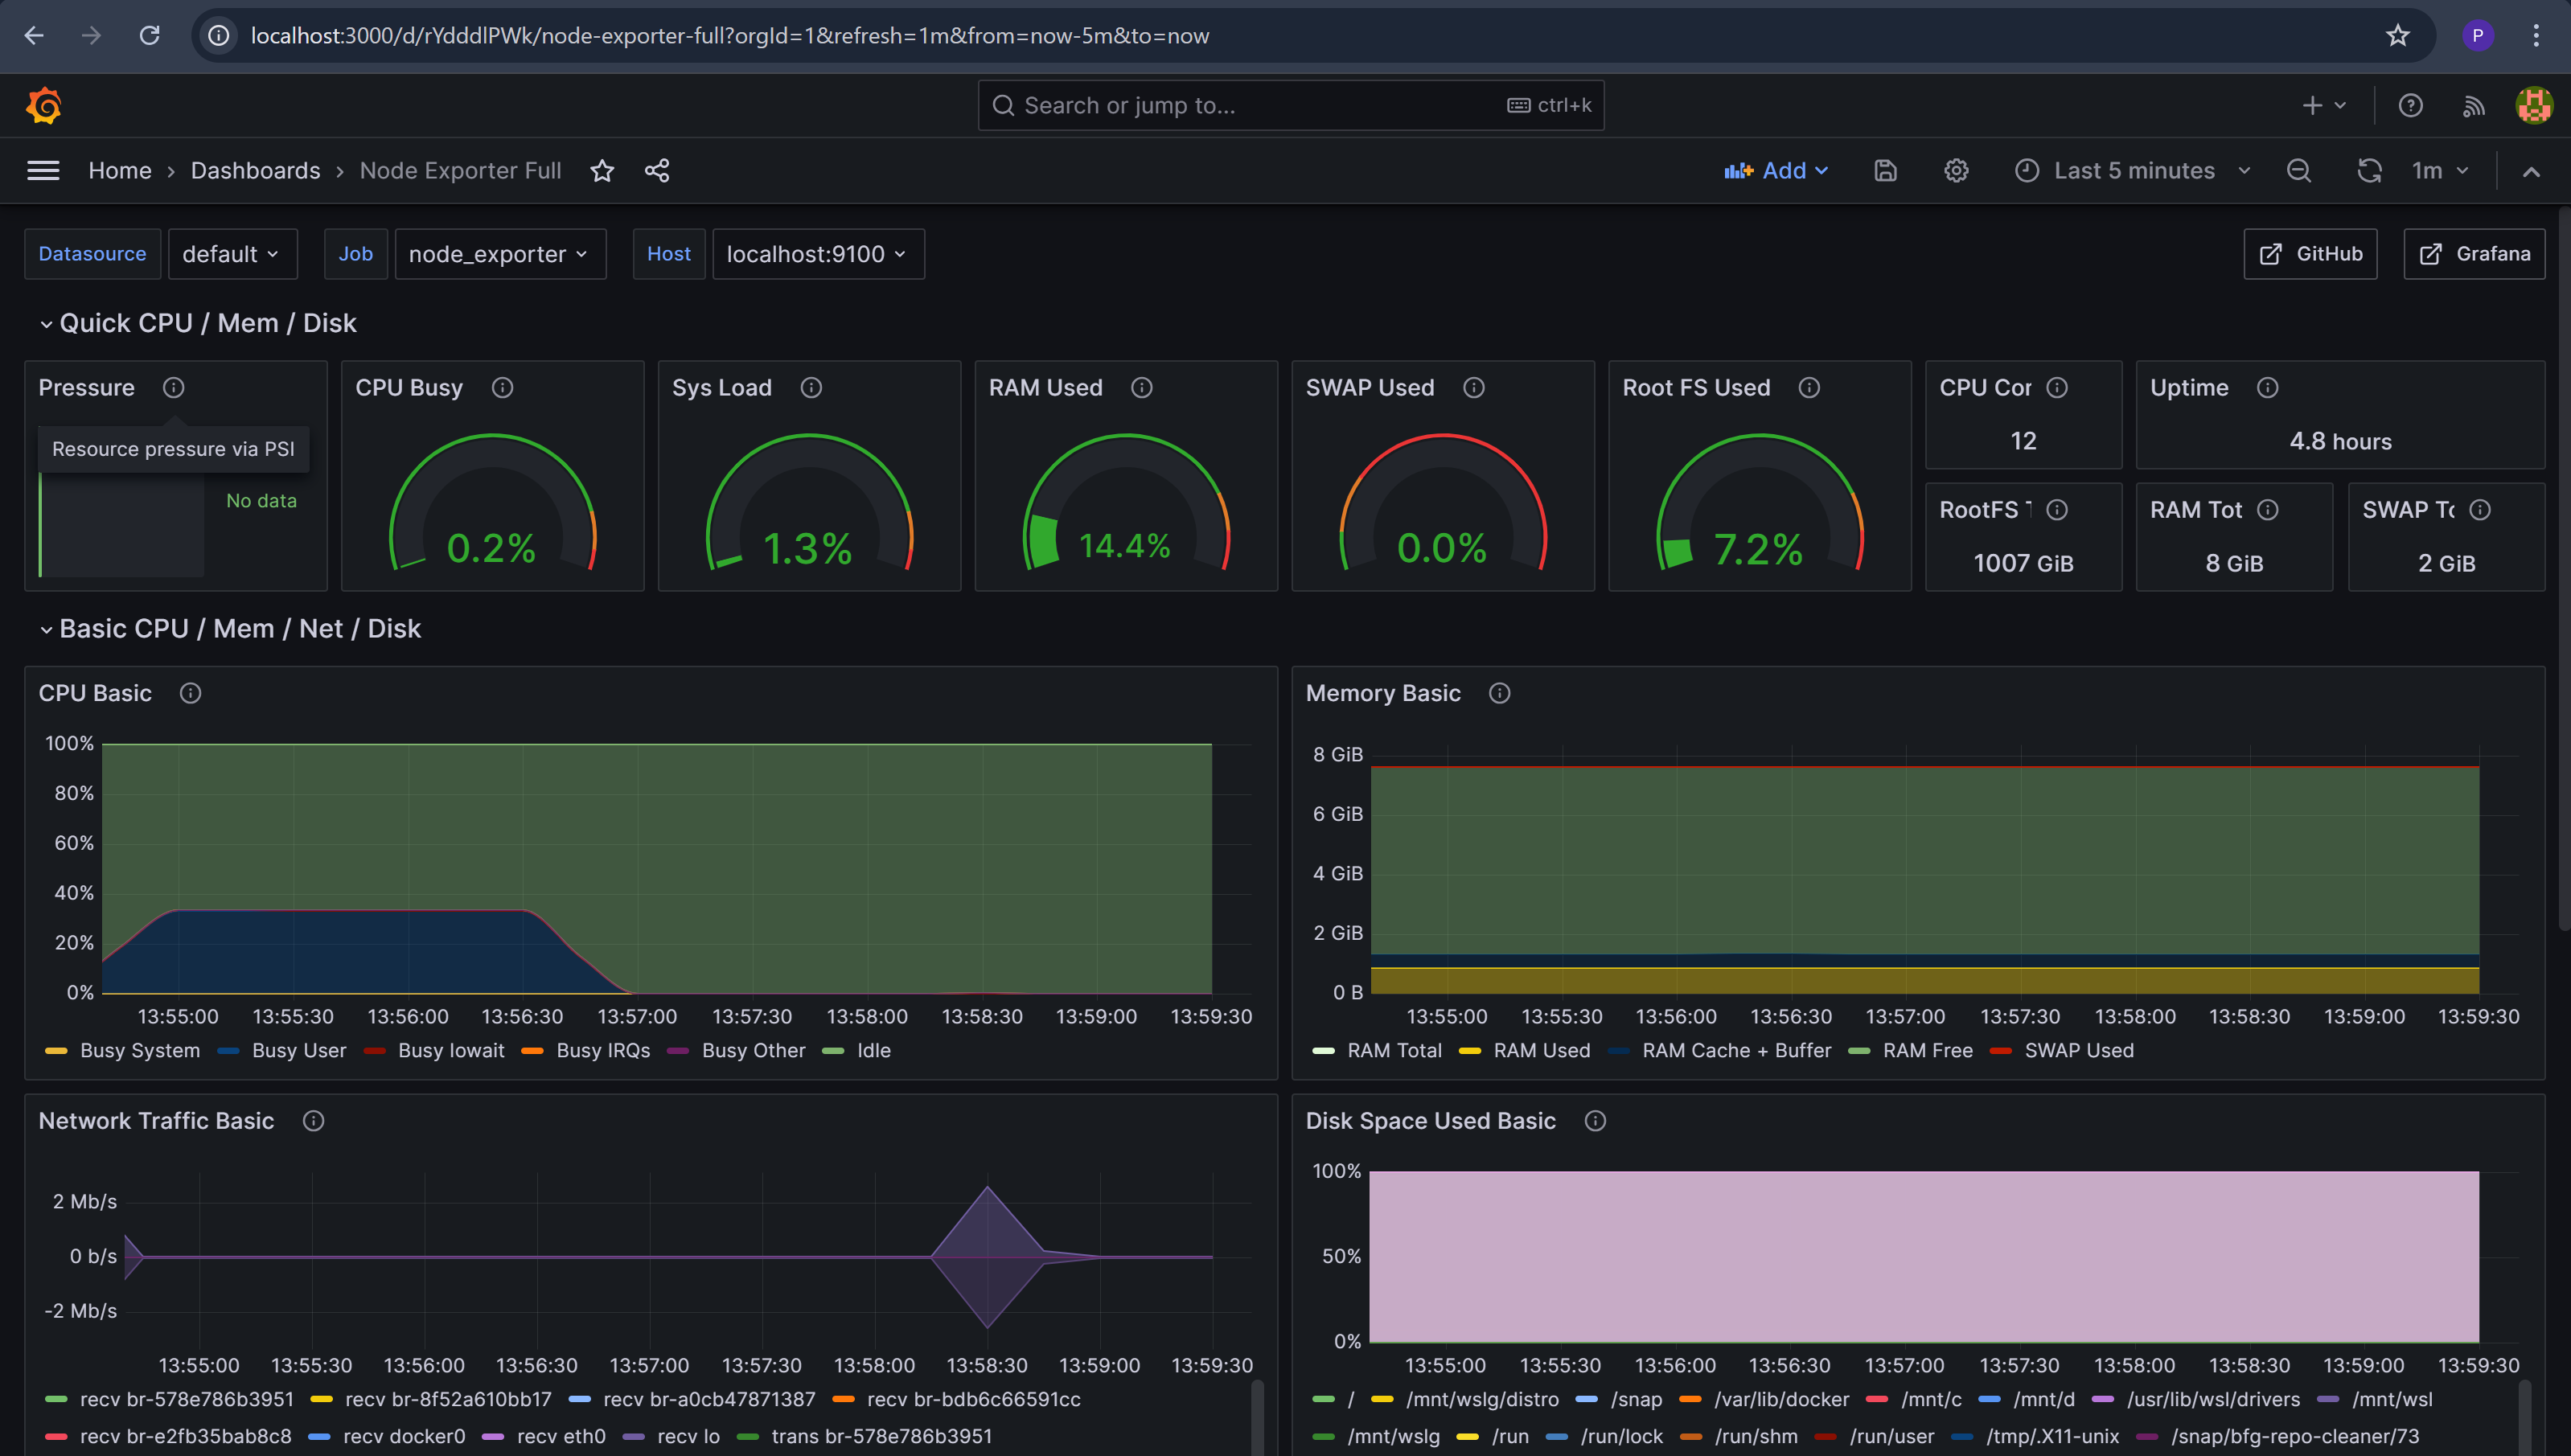 localhost:3000/d/rYdddlPWk/node-exporter-full?orgId=1&refresh=1m&from=now-5m&to=now
P
Search or jump to...
ctrl+k
Home › Dashboards › Node Exporter Full
Add
Last 5 minutes
1m
Datasource default Job node_exporter Host localhost:9100
GitHub
Grafana
Quick CPU / Mem / Disk
Pressure
Resource pressure via PSI
No data
CPU Busy
0.2%
Sys Load
1.3%
RAM Used
14.4%
SWAP Used
0.0%
Root FS Used
7.2%
CPU Cor
12
Uptime
4.8 hours
RootFS T
1007 GiB
RAM Tot
8 GiB
SWAP To
2 GiB
Basic CPU / Mem / Net / Disk
CPU Basic
100%
80%
60%
40%
20%
0%
13:55:00 13:55:30 13:56:00 13:56:30 13:57:00 13:57:30 13:58:00 13:58:30 13:59:00 13:59:30
Busy System Busy User Busy Iowait Busy IRQs Busy Other Idle
Memory Basic
8 GiB
6 GiB
4 GiB
2 GiB
0 B
13:55:00 13:55:30 13:56:00 13:56:30 13:57:00 13:57:30 13:58:00 13:58:30 13:59:00 13:59:30
RAM Total RAM Used RAM Cache + Buffer RAM Free SWAP Used
Network Traffic Basic
2 Mb/s
0 b/s
-2 Mb/s
13:55:00 13:55:30 13:56:00 13:56:30 13:57:00 13:57:30 13:58:00 13:58:30 13:59:00 13:59:30
recv br-578e786b3951 recv br-8f52a610bb17 recv br-a0cb47871387 recv br-bdb6c66591cc
recv br-e2fb35bab8c8 recv docker0 recv eth0 recv lo trans br-578e786b3951
Disk Space Used Basic
100%
50%
0%
13:55:00 13:55:30 13:56:00 13:56:30 13:57:00 13:57:30 13:58:00 13:58:30 13:59:00 13:59:30
/ /mnt/wslg/distro /snap /var/lib/docker /mnt/c /mnt/d /usr/lib/wsl/drivers /mnt/wsl
/mnt/wslg /run /run/lock /run/shm /run/user /tmp/.X11-unix /snap/bfg-repo-cleaner/73